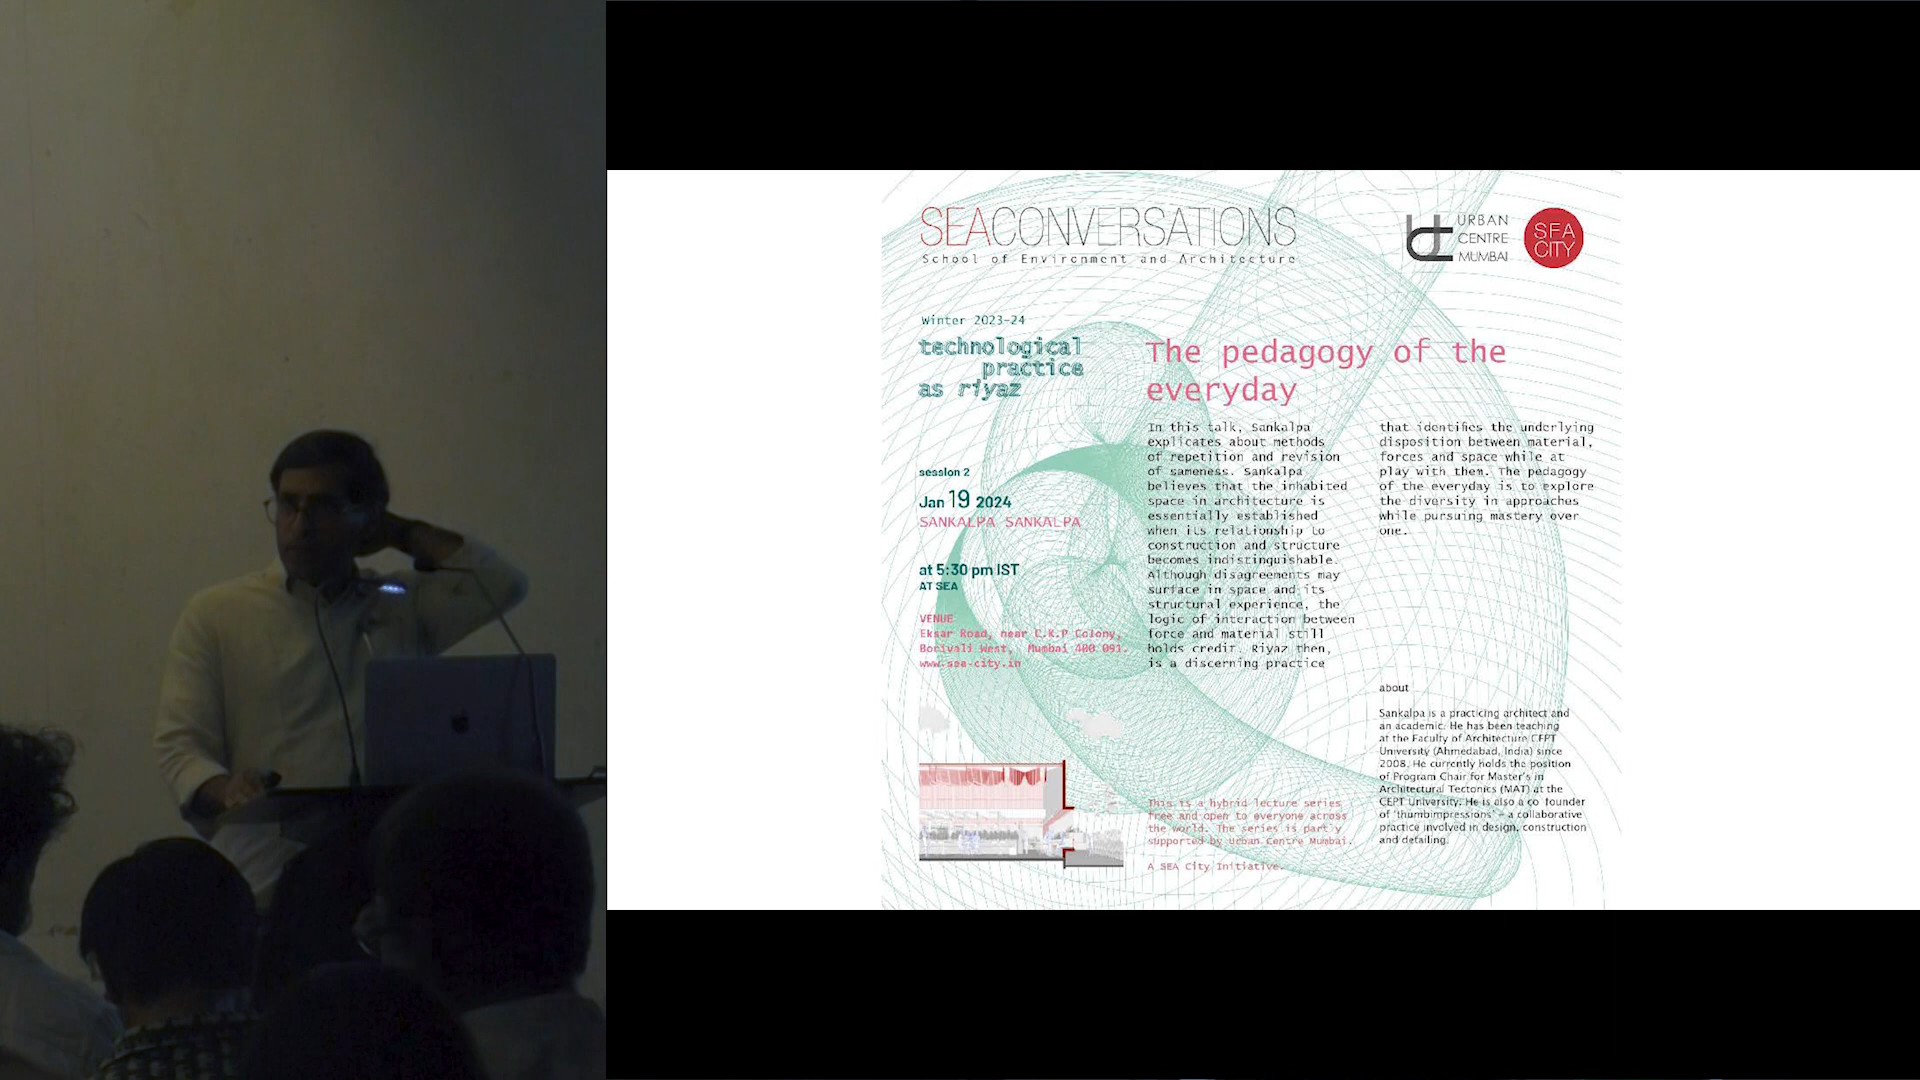 SEACONVERSATIONS
School of Environment and Architecture
URBAN
CENTRE
MUMBAI
SEA
CITY
Winter 2023-24
technological
practice
as riyaz
session 2
Jan 19 2024
SANKALPA SANKALPA
at 5:30 pm IST
AT SEA
VENUE
Eksar Road, near C.K.P Colony,
Borivali West, Mumbai 400 091.
www.sea-city.in
The pedagogy of the
everyday
In this talk, Sankalpa
explicates about methods
of repetition and revision
of sameness. Sankalpa
believes that the inhabited
space in architecture is
essentially established
when its relationship to
construction and structure
becomes indistinguishable.
Although disagreements may
surface in space and its
structural experience, the
logic of interaction between
force and material still
holds credit. Riyaz then,
is a discerning practice
that identifies the underlying
disposition between material,
forces and space while at
play with them. The pedagogy
of the everyday is to explore
the diversity in approaches
while pursuing mastery over
one.
about
Sankalpa is a practicing architect and
an academic. He has been teaching
at the Faculty of Architecture CEPT
University (Ahmedabad, India) since
2008. He currently holds the position
of Program Chair for Master's in
Architectural Tectonics (MAT) at the
CEPT University. He is also a co founder
of 'thumbimpressions' - a collaborative
practice involved in design, construction
and detailing.
This is a hybrid lecture series
free and open to everyone across
the world. The series is partly
supported by Urban Centre Mumbai.
A SEA City Initiative.